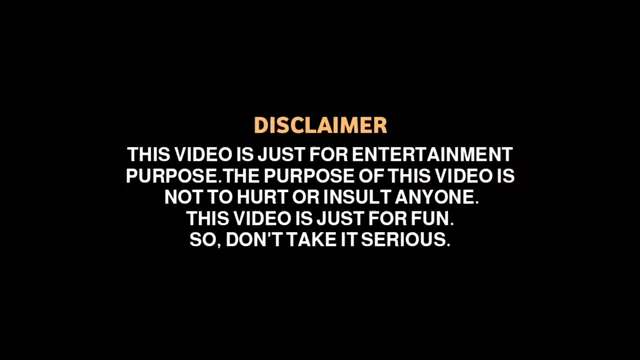 DISCLAIMER
THIS VIDEO IS JUST FOR ENTERTAINMENT
PURPOSE.THE PURPOSE OF THIS VIDEO IS
NOT TO HURT OR INSULT ANYONE.
THIS VIDEO IS JUST FOR FUN.
SO, DON'T TAKE IT SERIOUS.